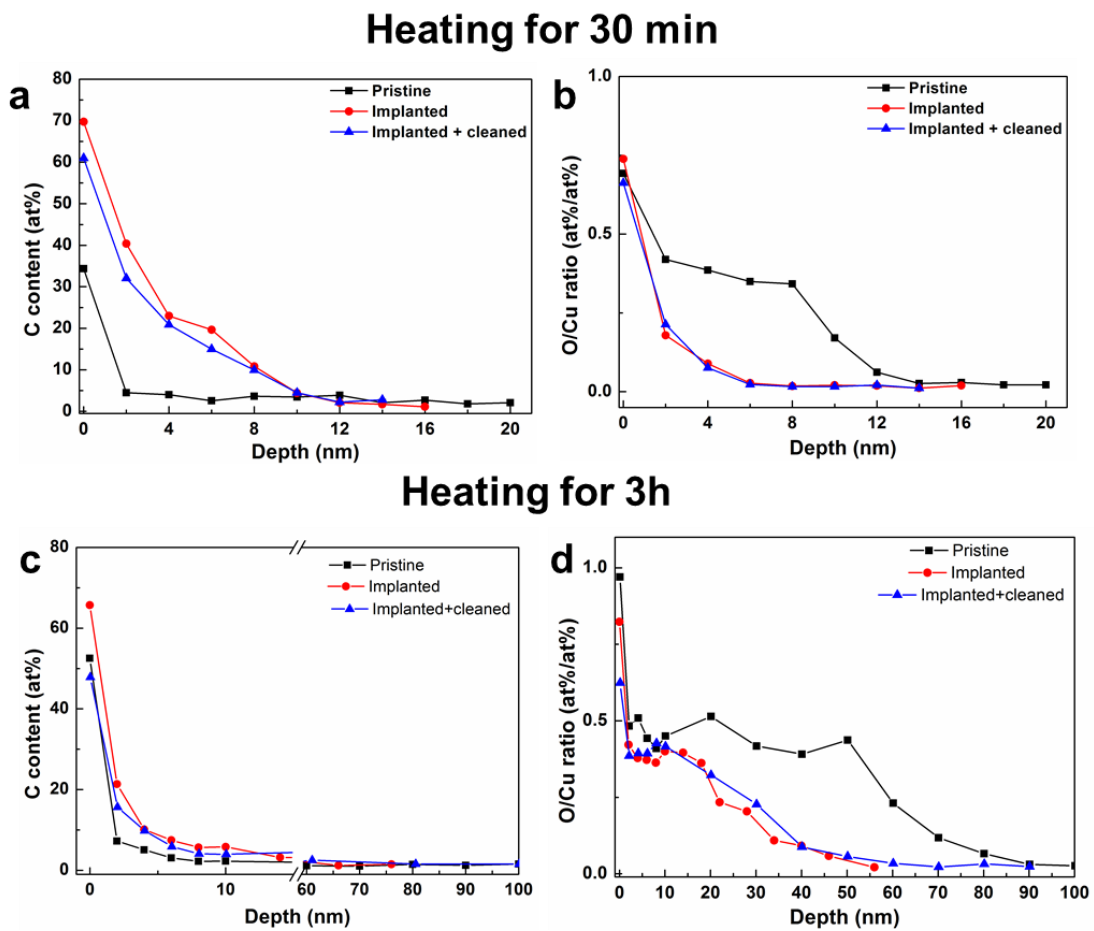 Heating for 30 min
a
80
70
60
50
40
30
20
10
0
C content (at%)
Pristine
Implanted
Implanted + cleaned
0 4 8 12 16 20
Depth (nm)
b
1.0
0.5
0.0
O/Cu ratio (at%/at%)
Pristine
Implanted
Implanted + cleaned
0 4 8 12 16 20
Depth (nm)
Heating for 3h
c
80
60
40
20
0
C content (at%)
Pristine
Implanted
Implanted+cleaned
0 10 60 70 80 90 100
Depth (nm)
d
1.0
0.5
0.0
O/Cu ratio (at%/at%)
Pristine
Implanted
Implanted+cleaned
0 10 20 30 40 50 60 70 80 90 100
Depth (nm)